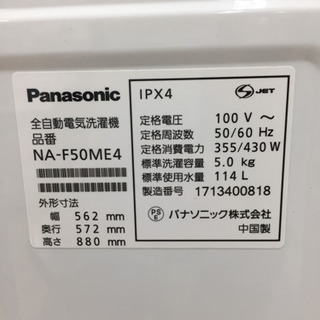 Panasonic
全自動電気洗濯機
品番
NA-F50ME4
外形寸法
幅 562 mm
奥行 572 mm
高さ 880 mm
IPX4
JET
定格電圧 100 V ～
定格周波数 50/60 Hz
定格消費電力 355/430 W
標準洗濯容量 5.0 kg
標準使用水量 114 L
製造番号 1713400818
PS
E
パナソニック株式会社
中国製